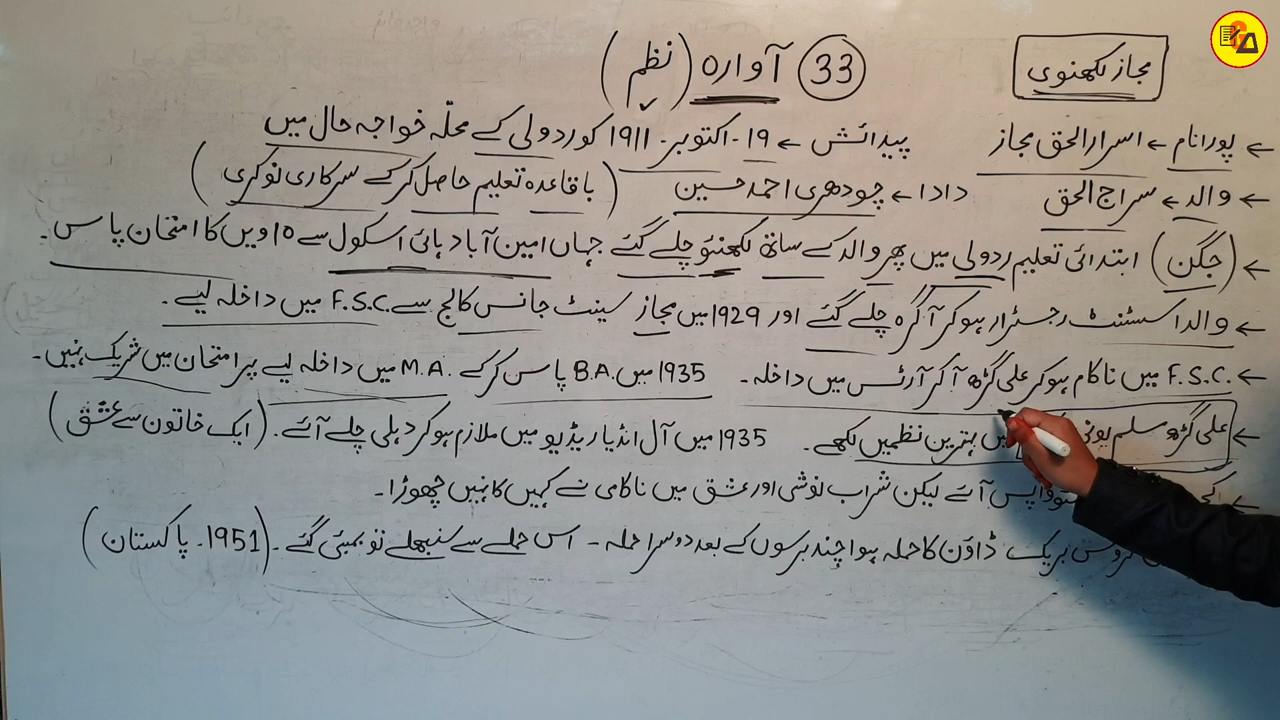 مجاز لکھنوی
33 آوارہ (نظم)
← پورا نام ← اسرار الحق مجاز پیدائش ← 19۔ اکتوبر۔ 1911 کو ردولی کے محلّہ خواجہ حال میں
← والد ← سراج الحق دادا ← چودھری احمد حسین (باقاعدہ تعلیم حاصل کر کے سرکاری نوکری)
← (جگن) ابتدائی تعلیم ردولی میں پھر والد کے ساتھ لکھنئو چلے گئے جہاں امین آباد ہائی اسکول سے 10 ویں کا امتحان پاس۔
← والد اسسٹنٹ رجسٹرار ہو کر آگرہ چلے گئے اور 1929 میں مجاز سینٹ جانس کالج سے F.S.C. میں داخلہ لیے۔
← F.S.C. میں ناکام ہو کر علی گڑھ آ کر آرٹس میں داخلہ۔ 1935 میں B.A. پاس کر کے M.A. میں داخلہ لیے پر امتحان میں شریک نہیں۔
← علی گڑھ مسلم میں بہترین نظمیں لکھے۔ 1935 میں آل انڈیا ریڈیو میں ملازم ہو کر دہلی چلے آئے۔ (ایک خاتون سے عشق)
← واپس آئے لیکن شراب نوشی اور عشق میں ناکامی نے کہیں کا نہیں چھوڑا۔
بریک ڈاؤن کا حملہ ہوا چند برسوں کے بعد دوسرا حملہ۔ اس حملے سے سنبھلے تو بمبئی گئے۔ (1951۔ پاکستان)